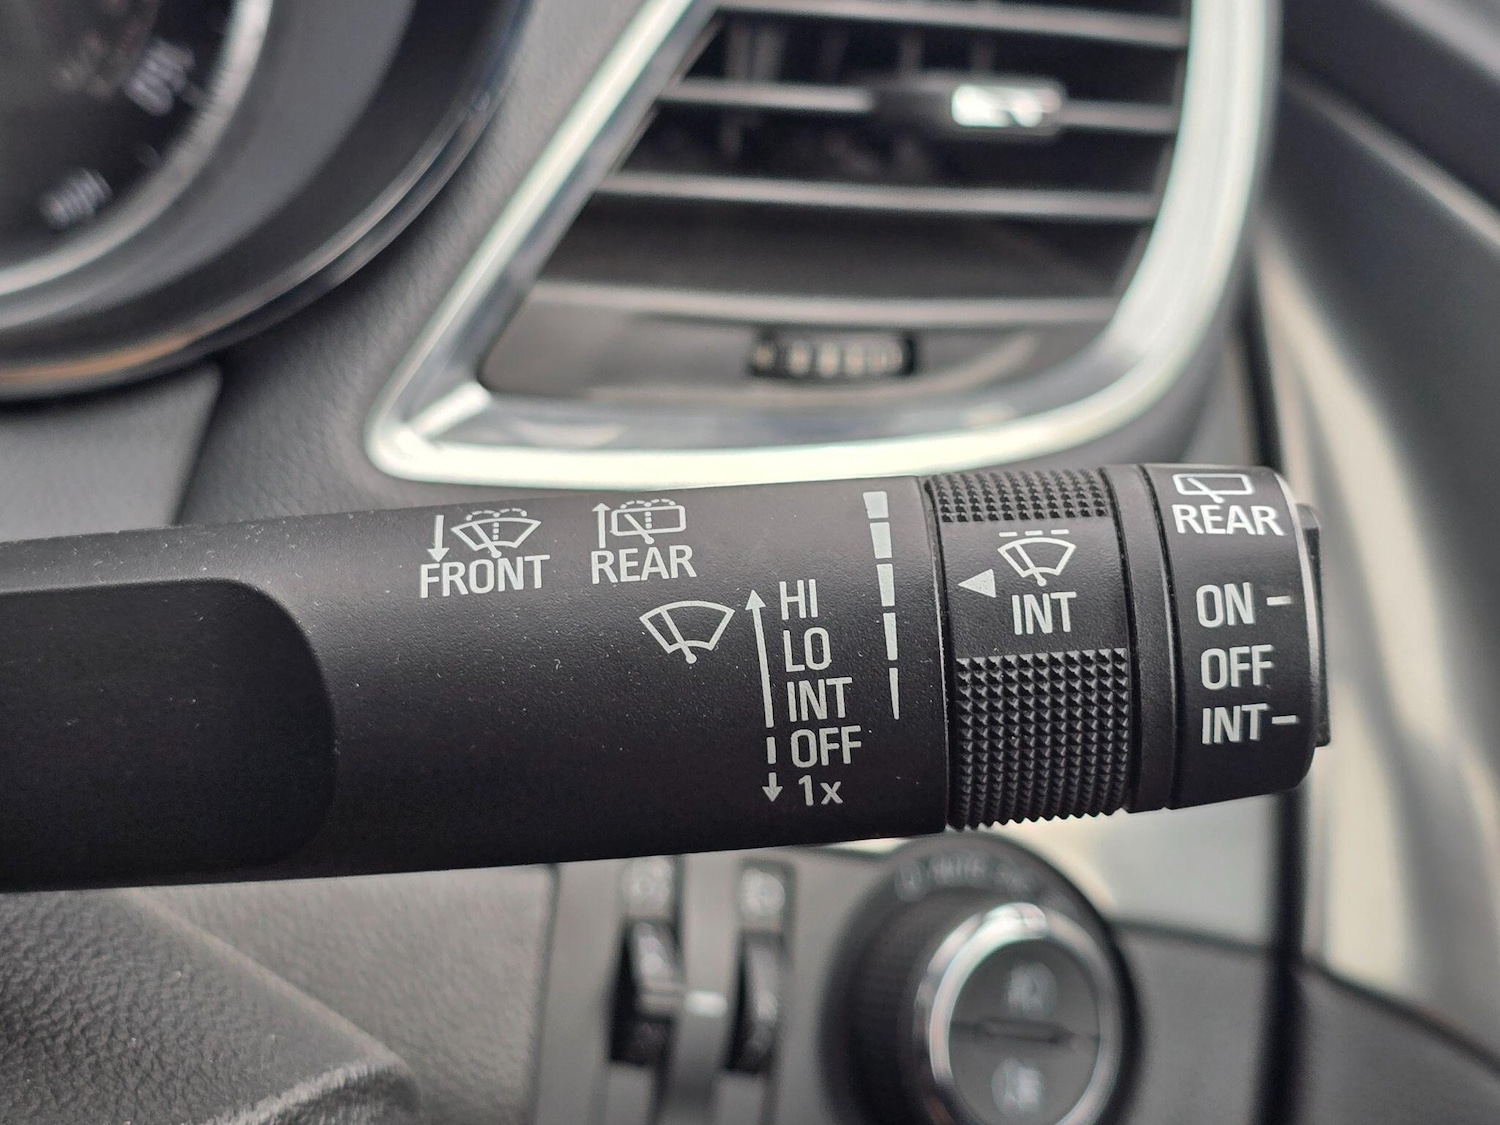 FRONT
REAR
HI
LO
INT
OFF
1x
INT
REAR
ON
OFF
INT